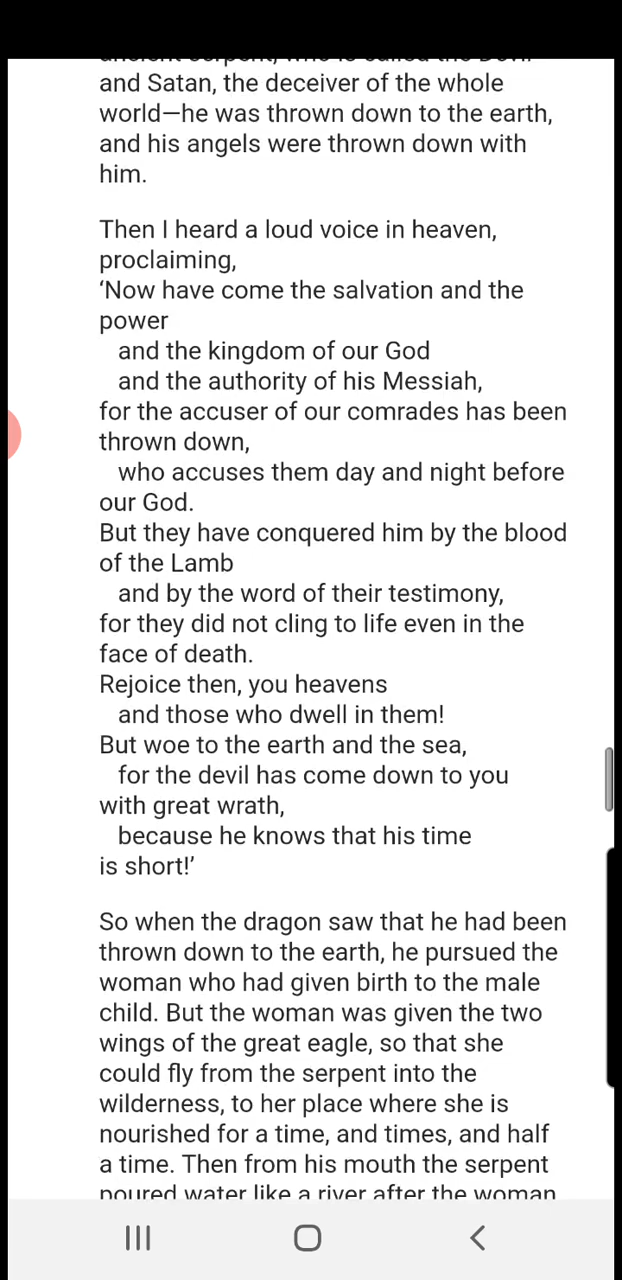 and Satan, the deceiver of the whole
world—he was thrown down to the earth,
and his angels were thrown down with
him.
Then I heard a loud voice in heaven,
proclaiming,
‘Now have come the salvation and the
power
and the kingdom of our God
and the authority of his Messiah,
for the accuser of our comrades has been
thrown down,
who accuses them day and night before
our God.
But they have conquered him by the blood
of the Lamb
and by the word of their testimony,
for they did not cling to life even in the
face of death.
Rejoice then, you heavens
and those who dwell in them!
But woe to the earth and the sea,
for the devil has come down to you
with great wrath,
because he knows that his time
is short!’
So when the dragon saw that he had been
thrown down to the earth, he pursued the
woman who had given birth to the male
child. But the woman was given the two
wings of the great eagle, so that she
could fly from the serpent into the
wilderness, to her place where she is
nourished for a time, and times, and half
a time. Then from his mouth the serpent
poured water like a river after the woman